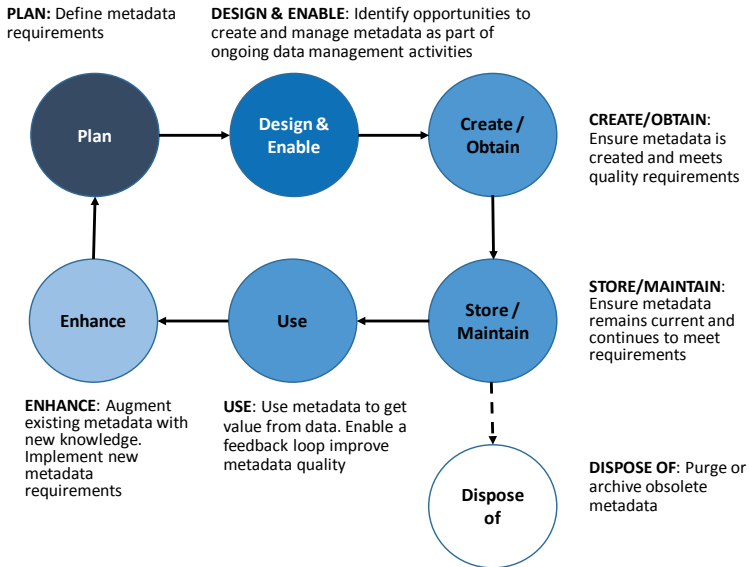 PLAN: Define metadata
requirements
DESIGN & ENABLE: Identify opportunities to
create and manage metadata as part of
ongoing data management activities
Plan
Design &
Enable
Create /
Obtain
CREATE/OBTAIN:
Ensure metadata is
created and meets
quality requirements
Enhance
Use
Store /
Maintain
STORE/MAINTAIN:
Ensure metadata
remains current and
continues to meet
requirements
ENHANCE: Augment
existing metadata with
new knowledge.
Implement new
metadata
requirements
USE: Use metadata to get
value from data. Enable a
feedback loop improve
metadata quality
Dispose
of
DISPOSE OF: Purge or
archive obsolete
metadata